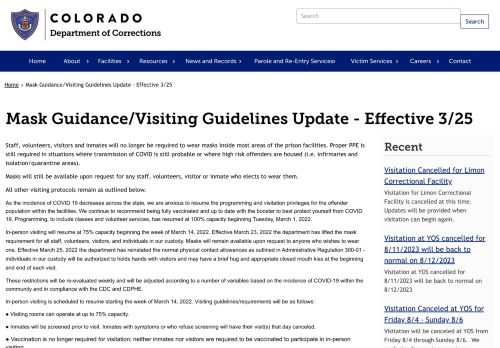 COLORADO
Department of Corrections
Search
Search
Home About > Facilities > Resources > News and Records > Parole and Re-Entry Services> Victim Services > Careers > Contact
Home › Mask Guidance/Visiting Guidelines Update - Effective 3/25
Mask Guidance/Visiting Guidelines Update - Effective 3/25
Staff, volunteers, visitors and inmates will no longer be required to wear masks inside most areas of the prison facilities. Proper PPE is
still required in situations where transmission of COVID is still probable or where high risk offenders are housed (i.e. infirmaries and
isolation/quarantine areas).
Masks will still be available upon request for any staff, volunteers, visitor or inmate who elects to wear them.
All other visiting protocols remain as outlined below.
As the incidence of COVID 19 decreases across the state, we are anxious to resume the programming and visitation privileges for the offender
population within the facilities. We continue to recommend being fully vaccinated and up to date with the booster to best protect yourself from COVID
19. Programming, to include classes and volunteer services, has resumed at 100% capacity beginning Tuesday, March 1, 2022.
In-person visiting will resume at 75% capacity beginning the week of March 14, 2022. Effective March 23, 2022 the department has lifted the mask
requirement for all staff, volunteers, visitors, and individuals in our custody. Masks will remain available upon request to anyone who wishes to wear
one. Effective March 25, 2022 the department has reinstated the normal physical contact allowances as outlined in Administrative Regulation 300-01 -
individuals in our custody will be authorized to holds hands with visitors and may have a brief hug and appropriate closed mouth kiss at the beginning
and end of each visit.
These restrictions will be re-evaluated weekly and will be adjusted according to a number of variables based on the incidence of COVID-19 within the
community and in compliance with the CDC and CDPHE.
In-person visiting is scheduled to resume starting the week of March 14, 2022. Visiting guidelines/requirements will be as follows:
● Visiting rooms can operate at up to 75% capacity.
● Inmates will be screened prior to visit. Inmates with symptoms or who refuse screening will have their visit(s) that day canceled.
● Vaccination is no longer required for visitation; neither inmates nor visitors are required to be vaccinated to participate in in-person
visiting
Recent
Visitation Cancelled for Limon
Correctional Facility
Visitation for Limon Correctional
Facility is cancelled at this time.
Updates will be provided when
visitation can begin again.
Visitation at YOS cancelled for
8/11/2023 will be back to
normal on 8/12/2023
Visitation at YOS cancelled for
8/11/2023 will be back to normal on
8/12/2023
Visitation Canceled at YOS for
Friday 8/4 - Sunday 8/6
Visitation will be canceled at YOS from
Friday 8/4 through Sunday 8/6. We